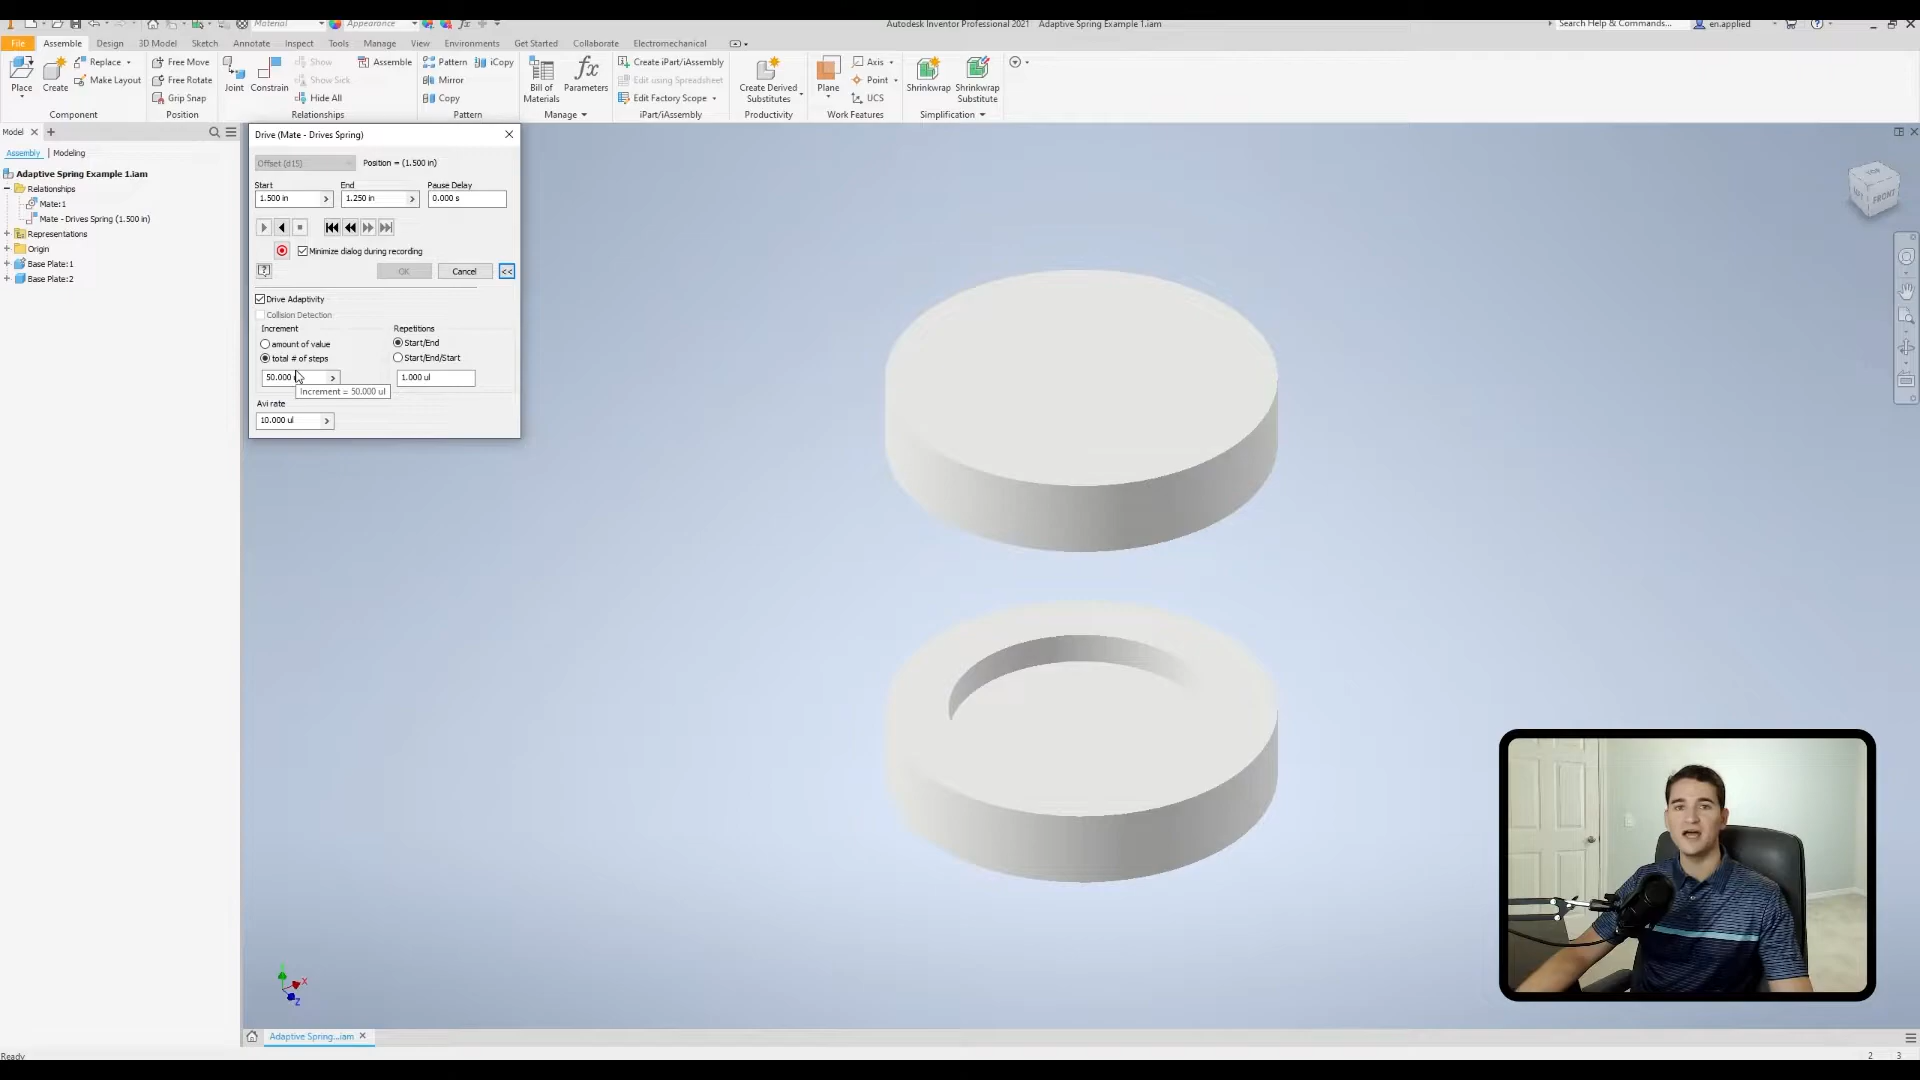 Material
Appearance
Autodesk Inventor Professional 2021 Adaptive Spring Example 1.iam
Search Help & Commands...
en.applied
File Assemble Design 3D Model Sketch Annotate Inspect Tools Manage View Environments Get Started Collaborate Electromechanical
Place
Create
Replace
Make Layout
Component
Free Move
Free Rotate
Grip Snap
Position
Joint
Constrain
Show
Show Sick
Hide All
Relationships
Assemble
Pattern
iCopy
Mirror
Copy
Pattern
Bill of
Materials
Parameters
Manage
Create iPart/iAssembly
Edit using Spreadsheet
Edit Factory Scope
iPart/iAssembly
Create Derived
Substitutes
Productivity
Plane
Axis
Point
UCS
Work Features
Shrinkwrap
Shrinkwrap
Substitute
Simplification
Model
Assembly Modeling
Adaptive Spring Example 1.iam
Relationships
Mate:1
Mate - Drives Spring (1.500 in)
Representations
Origin
Base Plate:1
Base Plate:2
Drive (Mate - Drives Spring)
Offset (d15)
Position = (1.500 in)
Start End Pause Delay
1.500 in 1.250 in 0.000 s
Minimize dialog during recording
OK Cancel <<
Drive Adaptivity
Collision Detection
Increment Repetitions
amount of value Start/End
total # of steps Start/End/Start
50.000 1.000 ul
Increment = 50.000 ul
Avi rate
10.000 ul
TOP
FRONT
X
Z
Adaptive Spring...iam
Ready
2 3